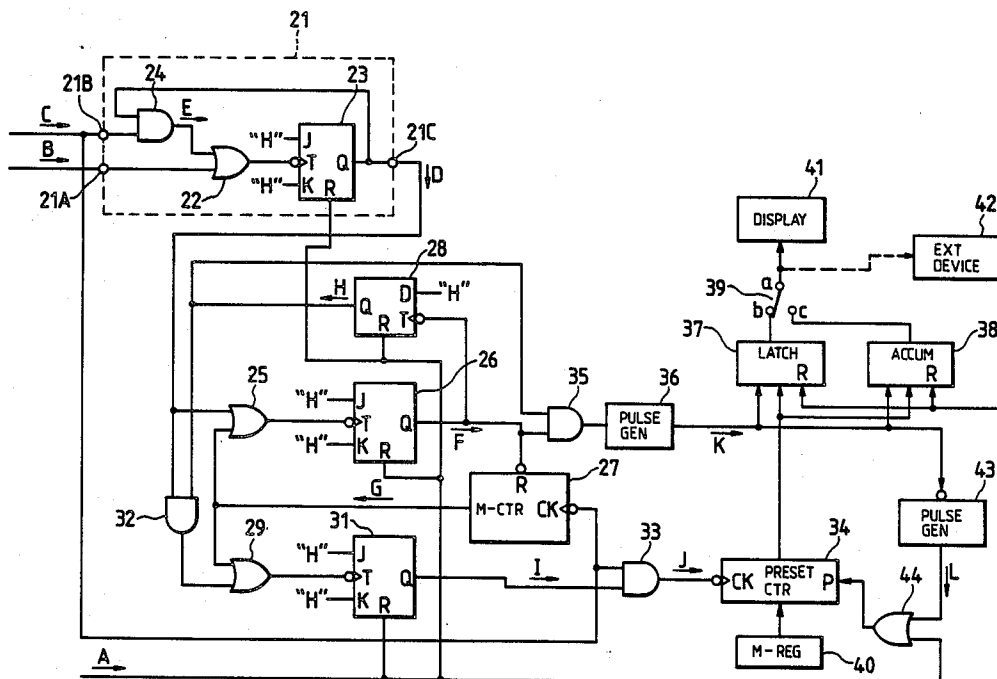 21
24
21B
C
E
23
"H"
J
21C
B
T
Q
"H"
K
R
22
21A
D
41
DISPLAY
42
EXT
DEVICE
28
H
Q
D
"H"
T
R
a
39
b
c
37
LATCH
R
ACCUM
R
38
25
26
"H"
J
T
Q
"H"
K
R
F
35
36
PULSE
GEN
K
27
R
G
M-CTR
CK
43
PULSE
GEN
32
29
31
"H"
J
T
Q
"H"
K
R
33
I
J
34
CK
PRESET
CTR
P
44
L
A
M-REG
40